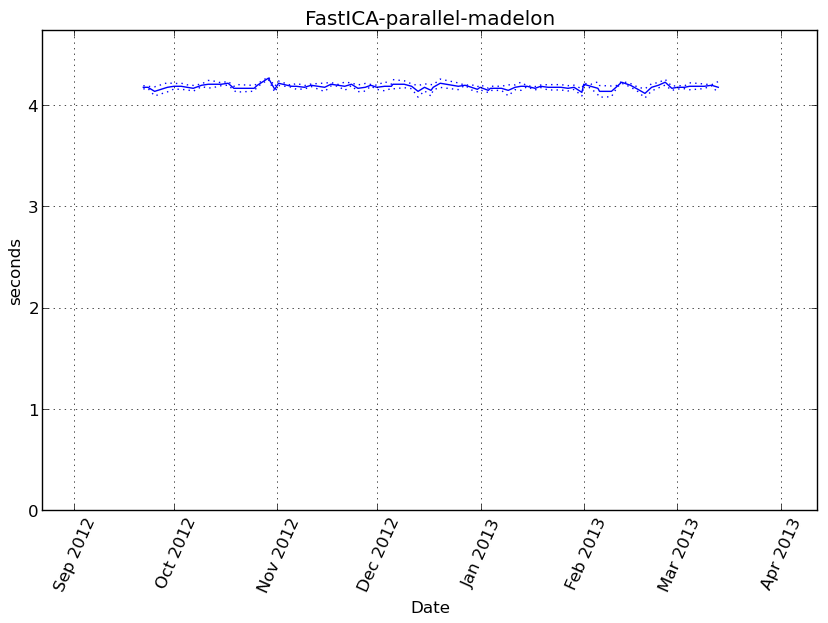 FastICA-parallel-madelon
seconds
4
3
2
1
0
Sep 2012
Oct 2012
Nov 2012
Dec 2012
Jan 2013
Feb 2013
Mar 2013
Apr 2013
Date